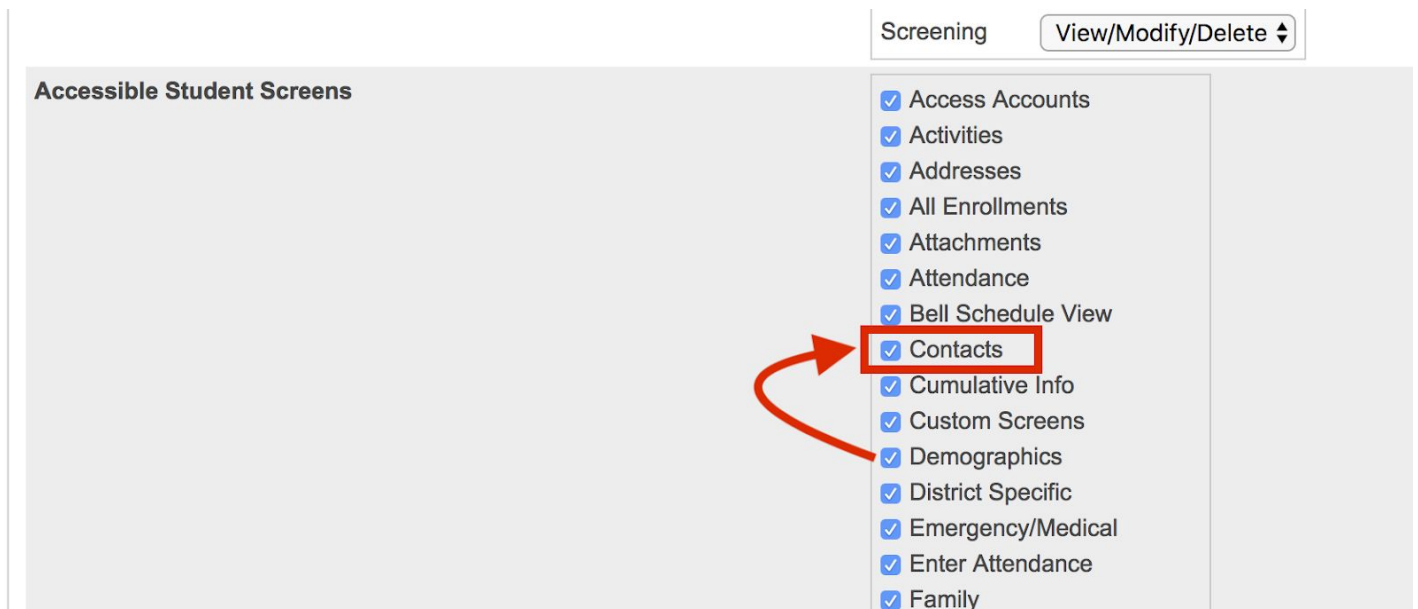 Screening View/Modify/Delete
Accessible Student Screens
Access Accounts
Activities
Addresses
All Enrollments
Attachments
Attendance
Bell Schedule View
Contacts
Cumulative Info
Custom Screens
Demographics
District Specific
Emergency/Medical
Enter Attendance
Family